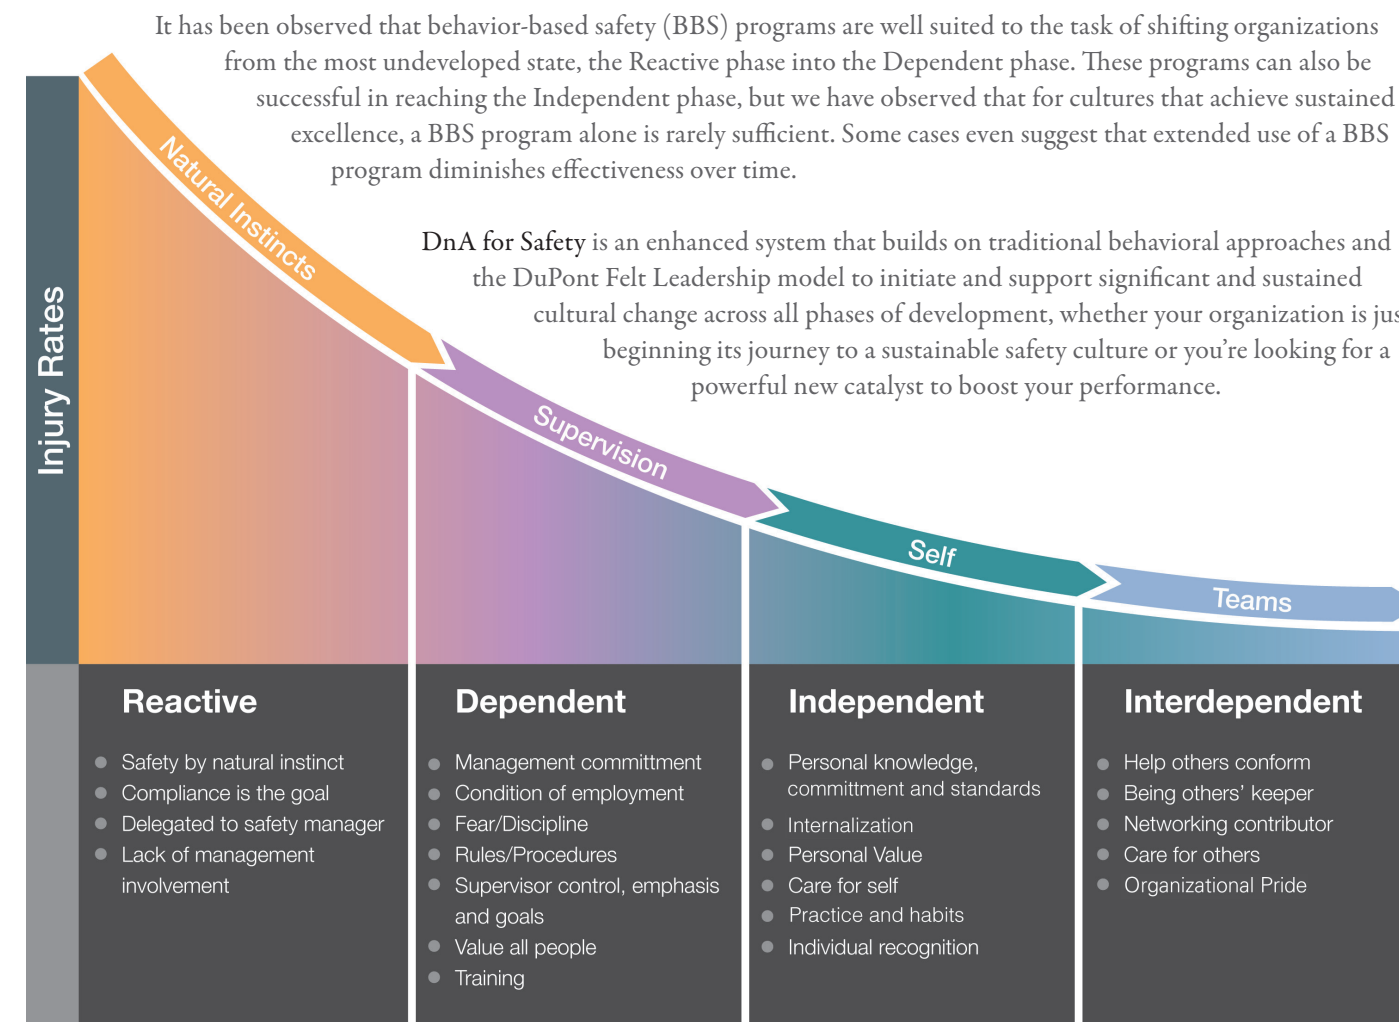 It has been observed that behavior-based safety (BBS) programs are well suited to the task of shifting organizations
from the most undeveloped state, the Reactive phase into the Dependent phase. These programs can also be
successful in reaching the Independent phase, but we have observed that for cultures that achieve sustained
excellence, a BBS program alone is rarely sufficient. Some cases even suggest that extended use of a BBS
program diminishes effectiveness over time.
DnA for Safety is an enhanced system that builds on traditional behavioral approaches and
the DuPont Felt Leadership model to initiate and support significant and sustained
cultural change across all phases of development, whether your organization is jus
beginning its journey to a sustainable safety culture or you’re looking for a
powerful new catalyst to boost your performance.
Injury Rates
Natural Instincts
Supervision
Self
Teams
Reactive
Safety by natural instinct
Compliance is the goal
Delegated to safety manager
Lack of management
involvement
Dependent
Management committment
Condition of employment
Fear/Discipline
Rules/Procedures
Supervisor control, emphasis
and goals
Value all people
Training
Independent
Personal knowledge,
committment and standards
Internalization
Personal Value
Care for self
Practice and habits
Individual recognition
Interdependent
Help others conform
Being others’ keeper
Networking contributor
Care for others
Organizational Pride